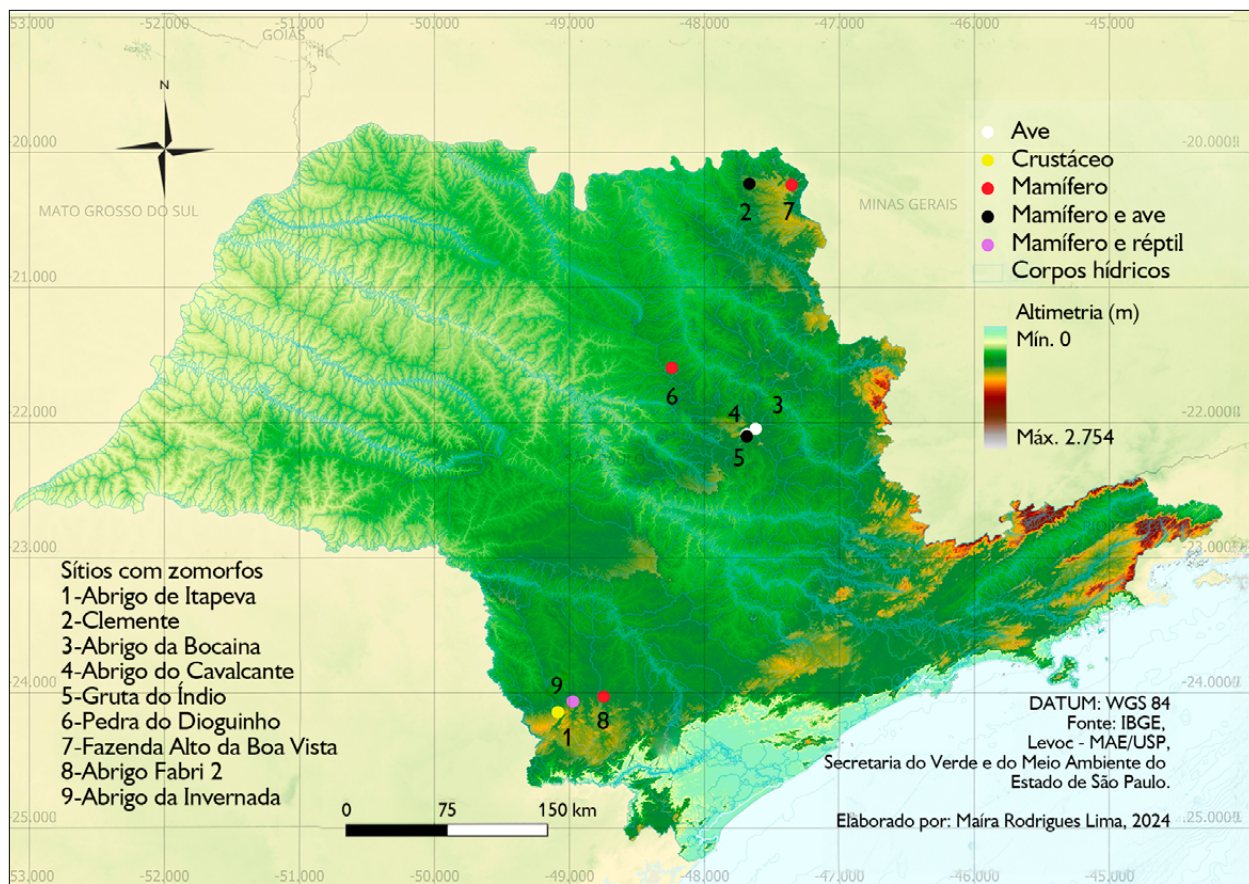 -53.000 -52.000 -51.000 -50.000 -49.000 -48.000 -47.000 -46.000 -45.000
GOIÁS
N
-20.000
-20.000
MATO GROSSO DO SUL
MINAS GERAIS
Ave
Crustáceo
Mamífero
Mamífero e ave
Mamífero e réptil
Corpos hídricos
Altimetria (m)
Mín. 0
Máx. 2.754
2
7
-21.000
6
3
4
5
-22.000
-22.000
SÃO PAULO
-23.000
-23.000
Sítios com zomorfos
1-Abrigo de Itapeva
2-Clemente
3-Abrigo da Bocaina
4-Abrigo do Cavalcante
5-Gruta do Índio
6-Pedra do Dioguinho
7-Fazenda Alto da Boa Vista
8-Abrigo Fabri 2
9-Abrigo da Invernada
9
1
8
-24.000
-24.000
0 75 150 km
DATUM: WGS 84
Fonte: IBGE,
Levoc - MAE/USP,
Secretaria do Verde e do Meio Ambiente do
Estado de São Paulo.
Elaborado por: Maíra Rodrigues Lima, 2024
-25.000
-25.000
-53.000 -52.000 -51.000 -50.000 -49.000 -48.000 -47.000 -46.000 -45.000